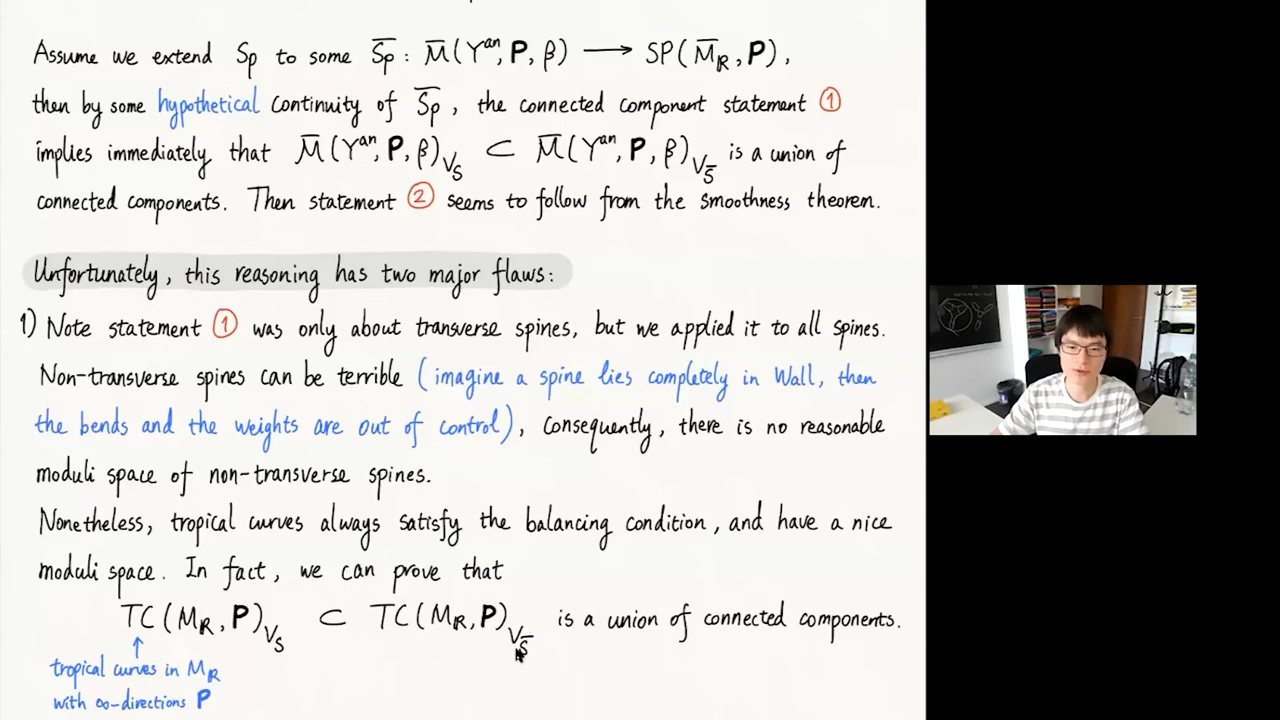 Assume we extend Sp to some S̅p̅ : M̅(Yᵃⁿ, P, β) ⟶ SP(M̅_ℝ, P),
then by some hypothetical continuity of S̅p̅, the connected component statement ①
implies immediately that M̅(Yᵃⁿ, P, β)_{V_S} ⊂ M̅(Yᵃⁿ, P, β)_{V_S̅} is a union of
connected components. Then statement ② seems to follow from the smoothness theorem.
Unfortunately, this reasoning has two major flaws:
1) Note statement ① was only about transverse spines, but we applied it to all spines.
Non-transverse spines can be terrible (imagine a spine lies completely in Wall, then
the bends and the weights are out of control), Consequently, there is no reasonable
moduli space of non-transverse spines.
Nonetheless, tropical curves always satisfy the balancing condition, and have a nice
moduli space. In fact, we can prove that
TC(M_ℝ, P)_{V_S} ⊂ TC(M_ℝ, P)_{V_S̅} is a union of connected components.
↑
tropical curves in M_ℝ
with ∞-directions P